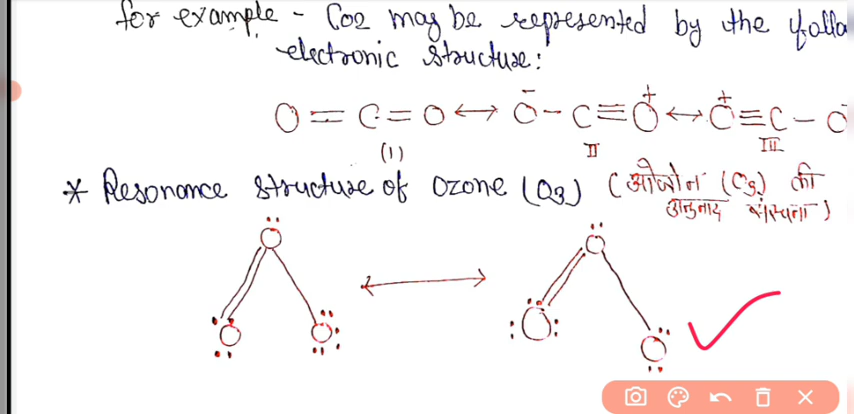 for example - Co2 may be represented by the follo
electronic structure:
O = C = O ↔ Ō - C ≡ O⁺ ↔ O⁺ ≡ C - O⁻
(1) II III
* Resonance structure of Ozone (O3) (ओजोन (O3) की
अनुनाद संरचना)
O O
O O O O